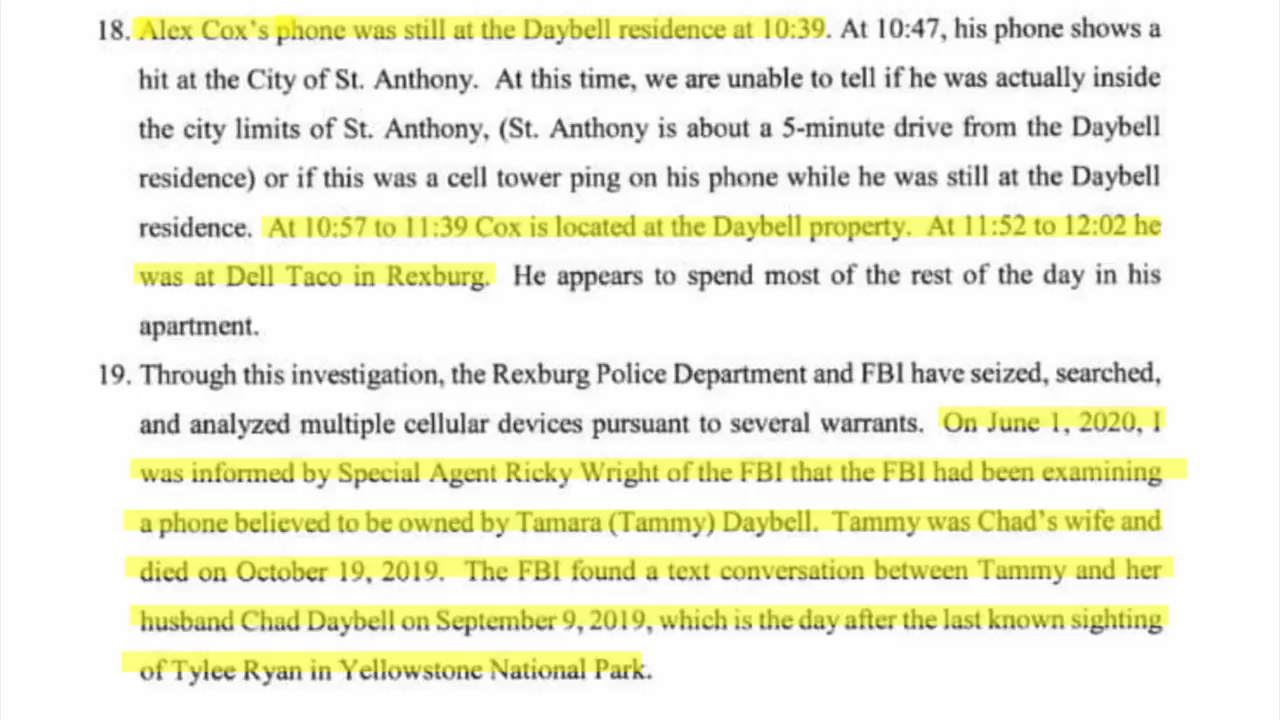 18. Alex Cox's phone was still at the Daybell residence at 10:39. At 10:47, his phone shows a
hit at the City of St. Anthony. At this time, we are unable to tell if he was actually inside
the city limits of St. Anthony, (St. Anthony is about a 5-minute drive from the Daybell
residence) or if this was a cell tower ping on his phone while he was still at the Daybell
residence. At 10:57 to 11:39 Cox is located at the Daybell property. At 11:52 to 12:02 he
was at Dell Taco in Rexburg. He appears to spend most of the rest of the day in his
apartment.
19. Through this investigation, the Rexburg Police Department and FBI have seized, searched,
and analyzed multiple cellular devices pursuant to several warrants. On June 1, 2020, I
was informed by Special Agent Ricky Wright of the FBI that the FBI had been examining
a phone believed to be owned by Tamara (Tammy) Daybell. Tammy was Chad's wife and
died on October 19, 2019. The FBI found a text conversation between Tammy and her
husband Chad Daybell on September 9, 2019, which is the day after the last known sighting
of Tylee Ryan in Yellowstone National Park.